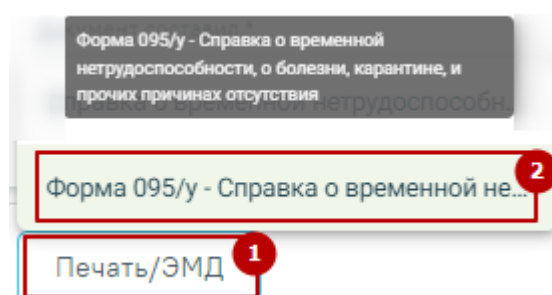 Форма 095/у - Справка о временной
нетрудоспособности, о болезни, карантине, и
прочих причинах отсутствия
Форма 095/у - Справка о временной не...
2
Печать/ЭМД
1